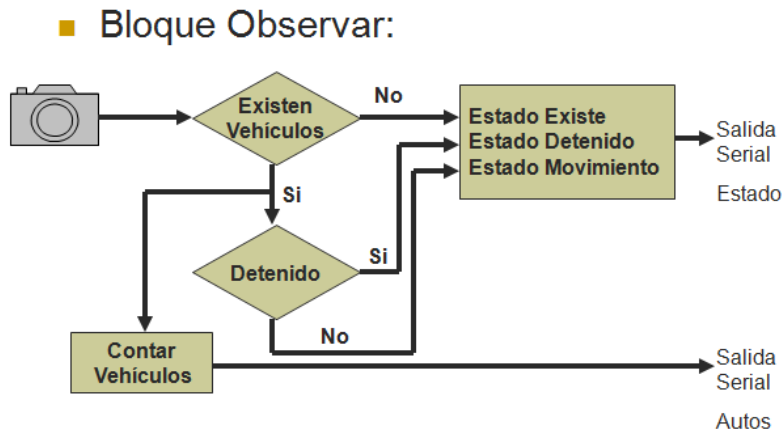 Bloque Observar:
Existen
Vehículos
No
Estado Existe
Estado Detenido
Estado Movimiento
Salida
Serial
Estado
Si
Detenido
Si
No
Contar
Vehículos
Salida
Serial
Autos